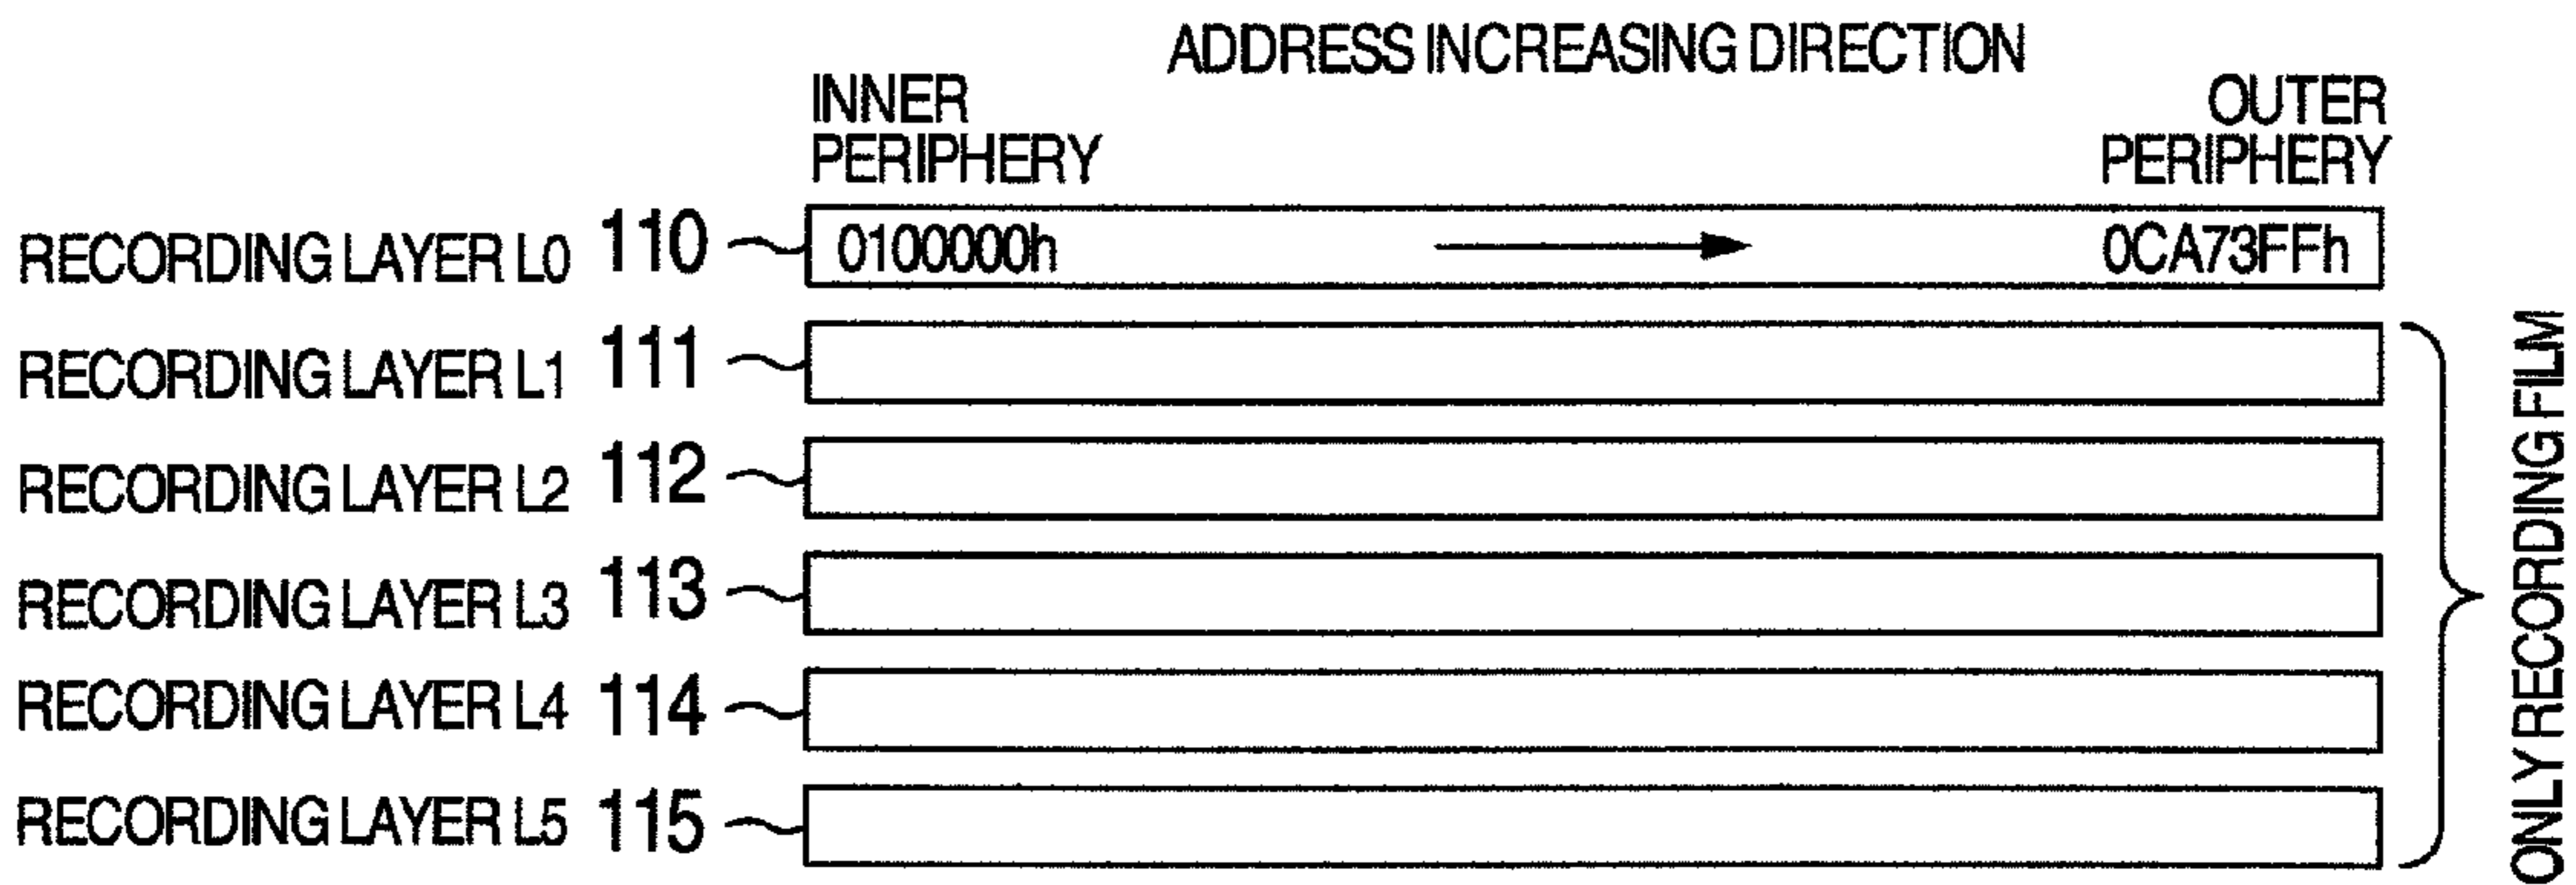 ADDRESS INCREASING DIRECTION
INNER PERIPHERY
OUTER PERIPHERY
RECORDING LAYER L0 110 0100000h 0CA73FFh
RECORDING LAYER L1 111
RECORDING LAYER L2 112
RECORDING LAYER L3 113
RECORDING LAYER L4 114
RECORDING LAYER L5 115
ONLY RECORDING FILM